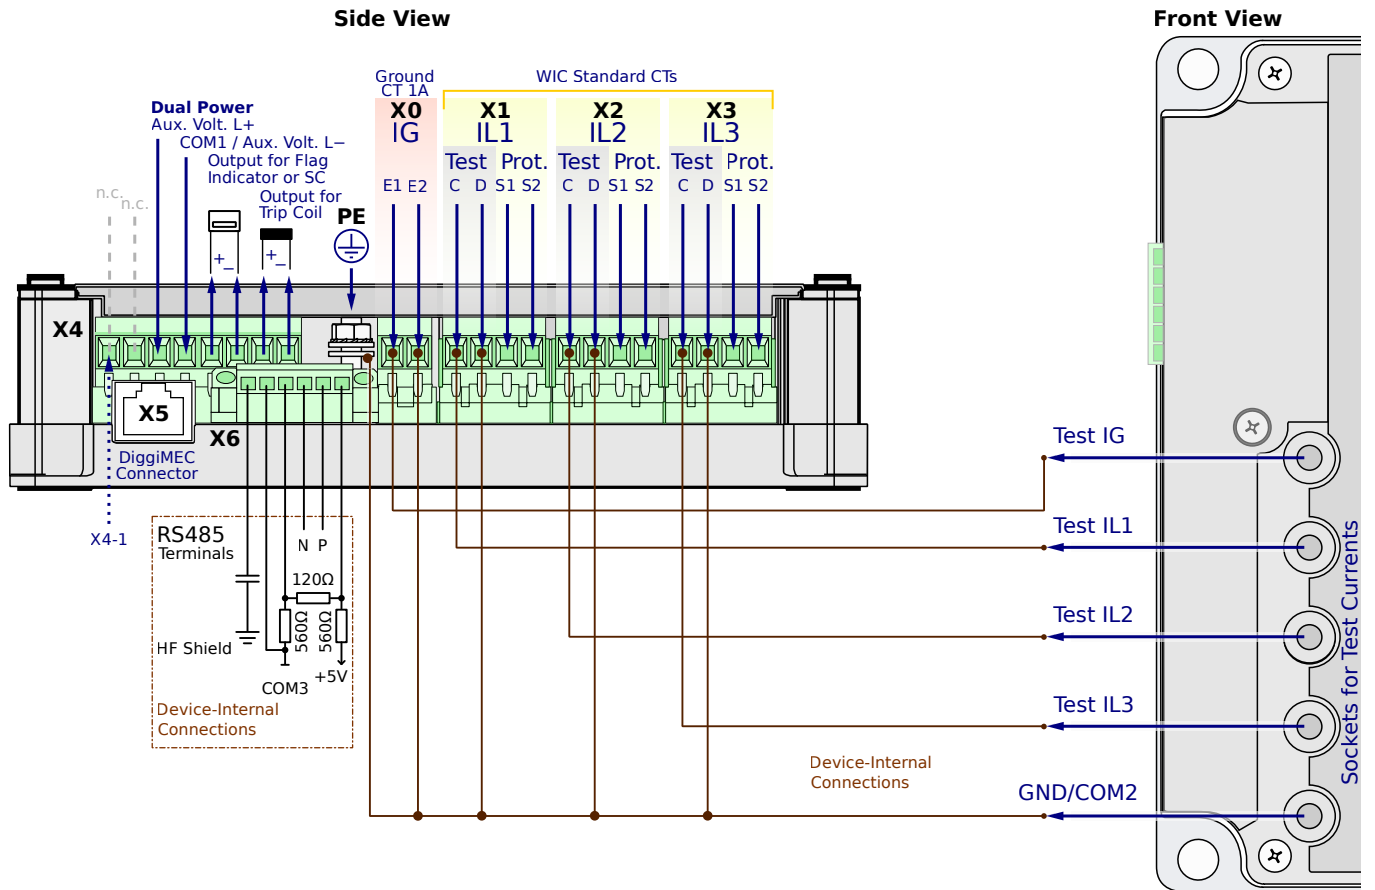 Side View
Front View
Ground
CT 1A
WIC Standard CTs
Dual Power
Aux. Volt. L+
COM1 / Aux. Volt. L−
Output for Flag
Indicator or SC
Output for
Trip Coil
n.c.
n.c.
+
−
+
−
PE
X0
IG
E1 E2
X1
IL1
Test Prot.
C D S1 S2
X2
IL2
Test Prot.
C D S1 S2
X3
IL3
Test Prot.
C D S1 S2
X4
X5
X6
DiggiMEC
Connector
X4-1
RS485
Terminals
N P
120Ω
560Ω
560Ω
HF Shield
+5V
COM3
Device-Internal
Connections
Test IG
Test IL1
Test IL2
Test IL3
Device-Internal
Connections
GND/COM2
Sockets for Test Currents